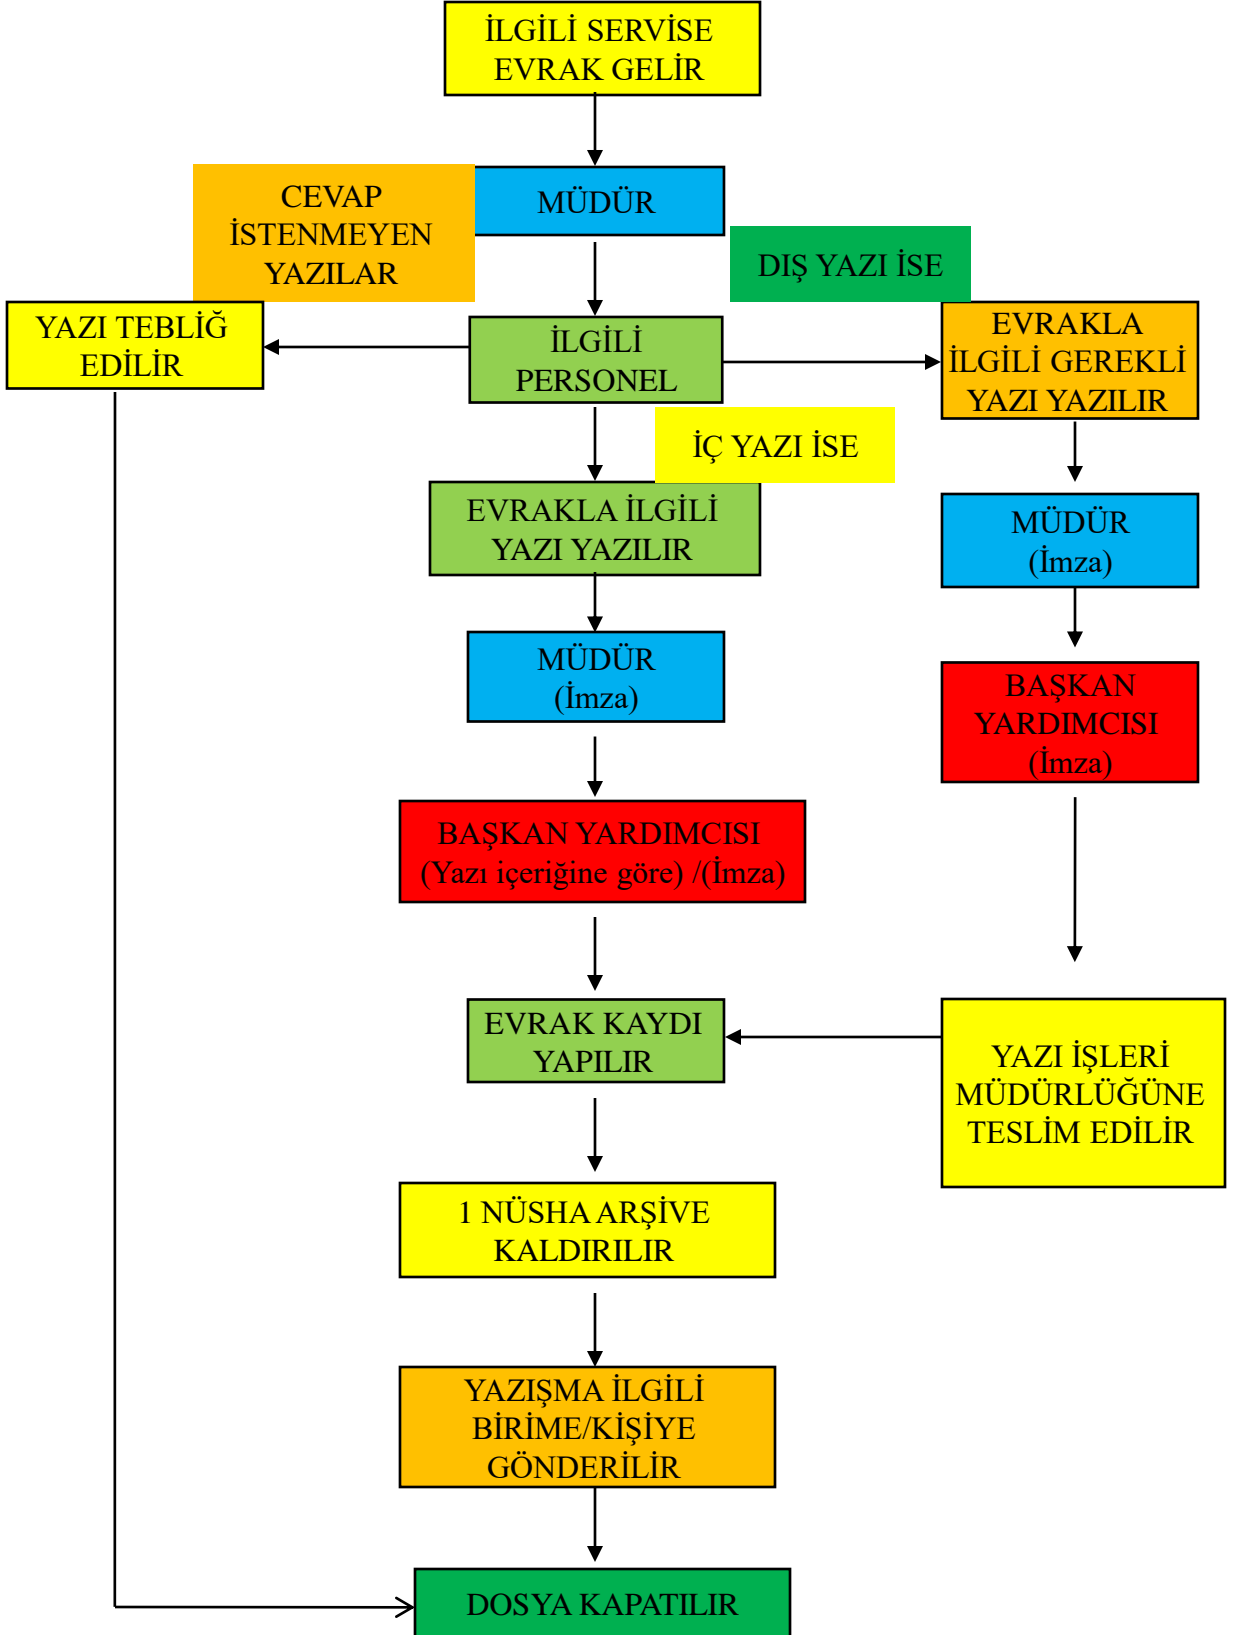 İLGİLİ SERVİSE
EVRAK GELİR
CEVAP
İSTENMEYEN
YAZILAR
MÜDÜR
DIŞ YAZI İSE
YAZI TEBLİĞ
EDİLİR
İLGİLİ
PERSONEL
EVRAKLA
İLGİLİ GEREKLİ
YAZI YAZILIR
İÇ YAZI İSE
EVRAKLA İLGİLİ
YAZI YAZILIR
MÜDÜR
(İmza)
MÜDÜR
(İmza)
BAŞKAN
YARDIMCISI
(İmza)
BAŞKAN YARDIMCISI
(Yazı içeriğine göre) /(İmza)
EVRAK KAYDI
YAPILIR
YAZI İŞLERİ
MÜDÜRLÜĞÜNE
TESLİM EDİLİR
1 NÜSHA ARŞİVE
KALDIRILIR
YAZIŞMA İLGİLİ
BİRİME/KİŞİYE
GÖNDERİLİR
DOSYA KAPATILIR